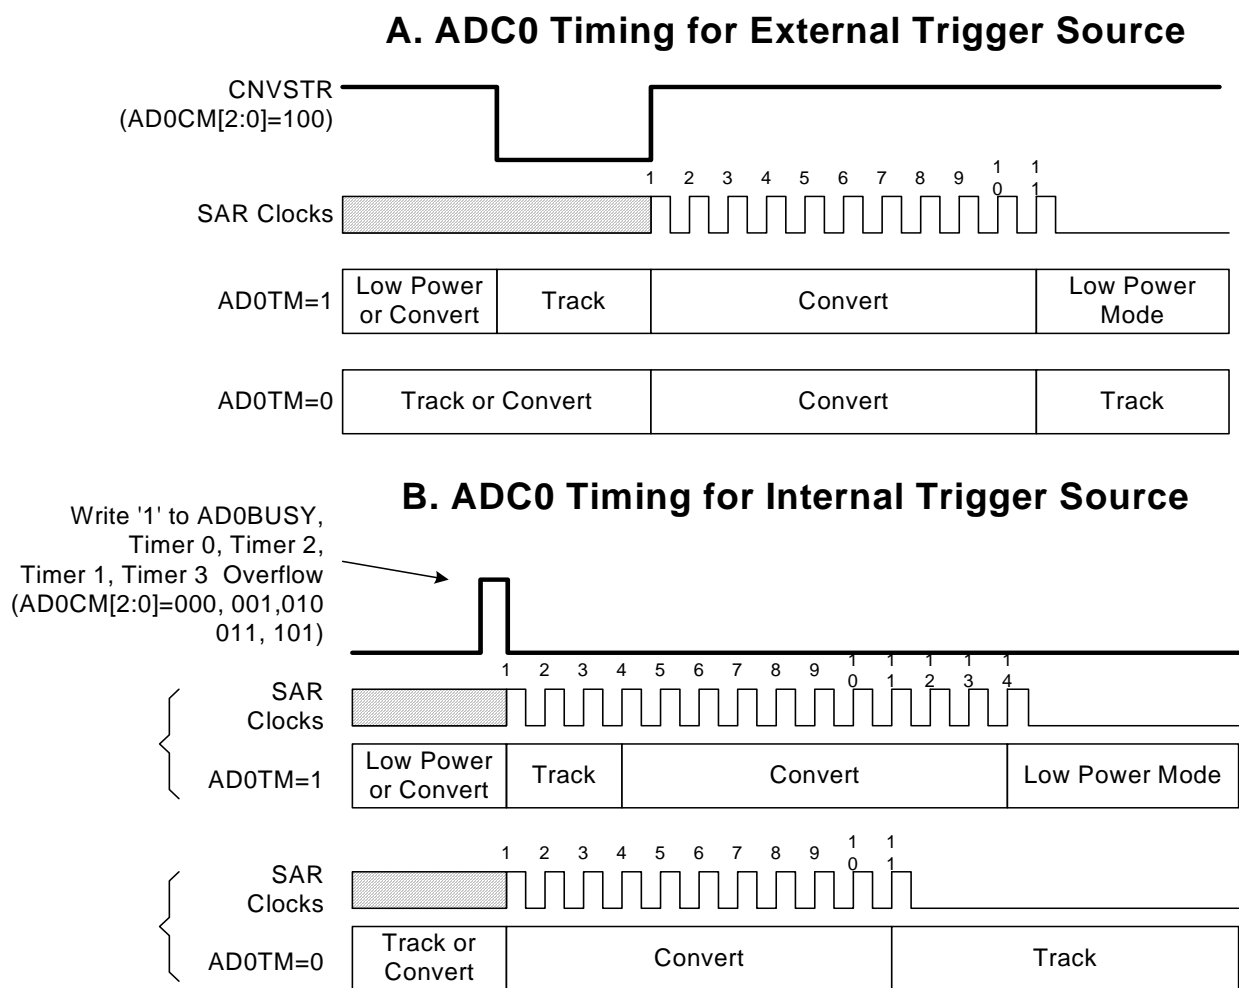 A. ADC0 Timing for External Trigger Source
CNVSTR
(AD0CM[2:0]=100)
1 2 3 4 5 6 7 8 9 10 11
SAR Clocks
AD0TM=1
Low Power
or Convert
Track
Convert
Low Power
Mode
AD0TM=0
Track or Convert
Convert
Track
B. ADC0 Timing for Internal Trigger Source
Write '1' to AD0BUSY,
Timer 0, Timer 2,
Timer 1, Timer 3 Overflow
(AD0CM[2:0]=000, 001,010
011, 101)
1 2 3 4 5 6 7 8 9 10 11 12 13 14
SAR
Clocks
AD0TM=1
Low Power
or Convert
Track
Convert
Low Power Mode
1 2 3 4 5 6 7 8 9 10 11
SAR
Clocks
AD0TM=0
Track or
Convert
Convert
Track